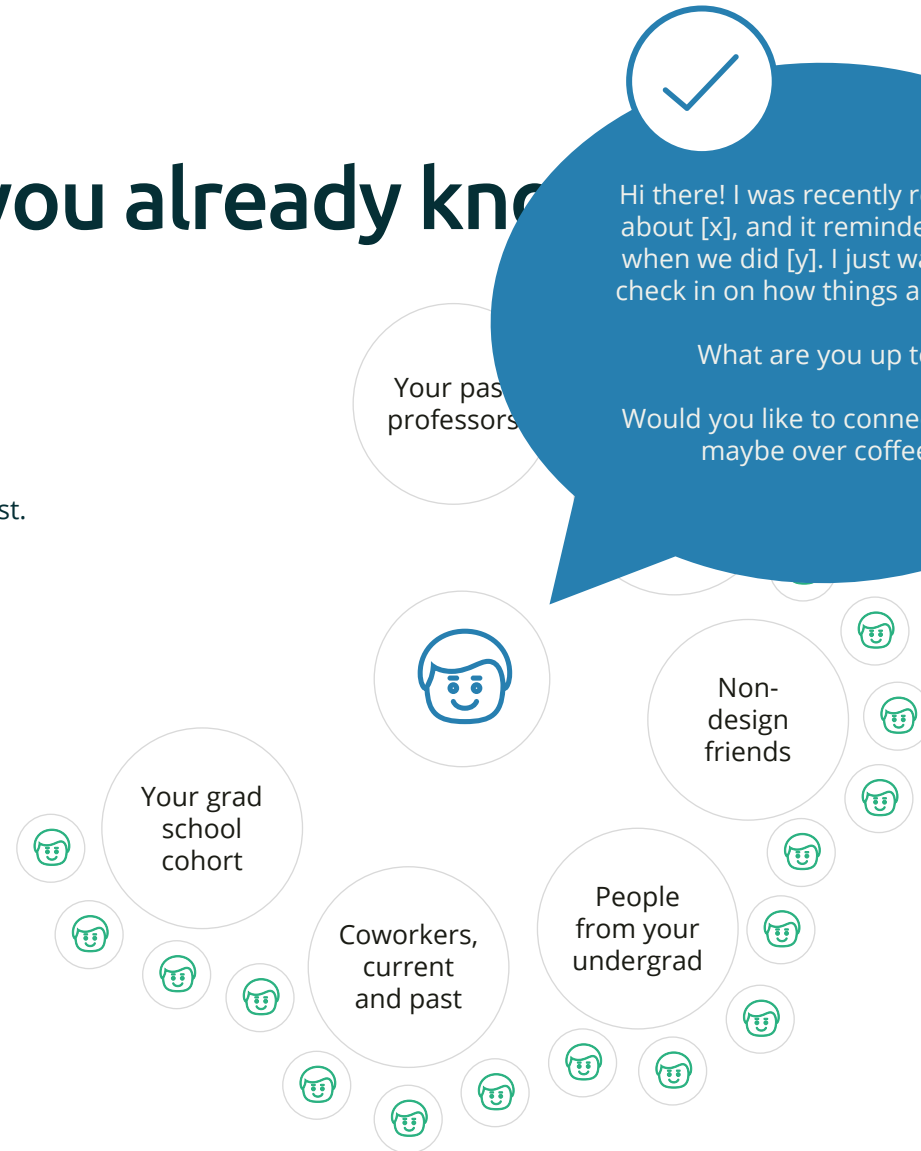 you already kno
Hi there! I was recently r
about [x], and it reminde
when we did [y]. I just wa
check in on how things a
What are you up t
Would you like to conne
maybe over coffee
Your pas
professors
st.
Non-
design
friends
Your grad
school
cohort
People
from your
undergrad
Coworkers,
current
and past